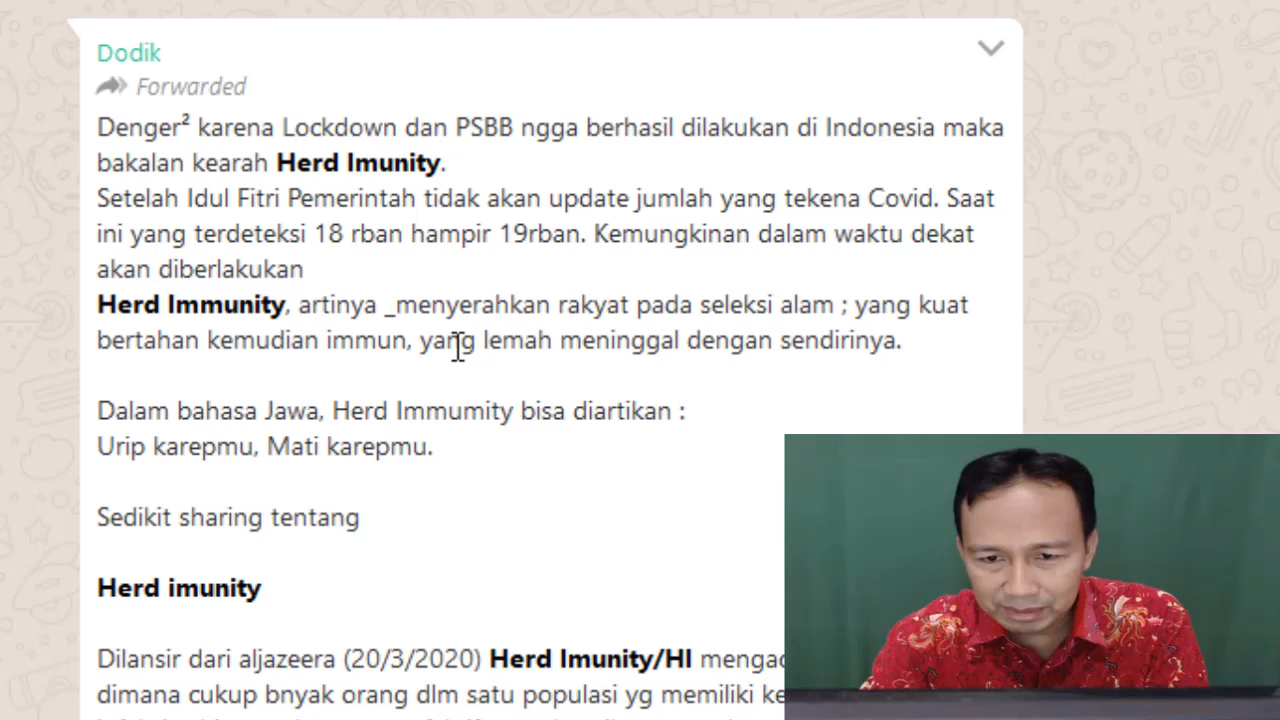 Dodik
Forwarded
Denger² karena Lockdown dan PSBB ngga berhasil dilakukan di Indonesia maka
bakalan kearah Herd Imunity.
Setelah Idul Fitri Pemerintah tidak akan update jumlah yang tekena Covid. Saat
ini yang terdeteksi 18 rban hampir 19rban. Kemungkinan dalam waktu dekat
akan diberlakukan
Herd Immunity, artinya _menyerahkan rakyat pada seleksi alam ; yang kuat
bertahan kemudian immun, yang lemah meninggal dengan sendirinya.
Dalam bahasa Jawa, Herd Immumity bisa diartikan :
Urip karepmu, Mati karepmu.
Sedikit sharing tentang
Herd imunity
Dilansir dari aljazeera (20/3/2020) Herd Imunity/HI
dimana cukup bnyak orang dlm satu populasi yg memiliki